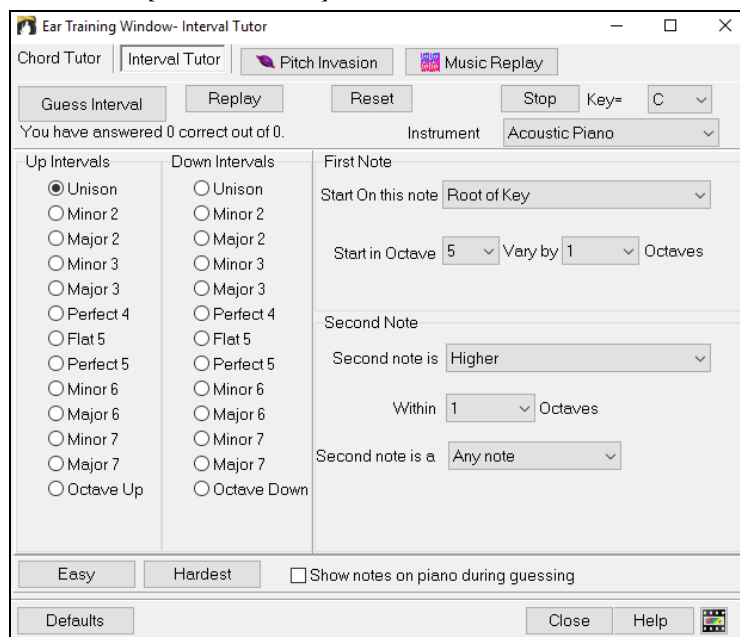 Ear Training Window- Interval Tutor
Chord Tutor Interval Tutor Pitch Invasion Music Replay
Guess Interval Replay Reset Stop Key= C
You have answered 0 correct out of 0. Instrument Acoustic Piano
Up Intervals
Unison
Minor 2
Major 2
Minor 3
Major 3
Perfect 4
Flat 5
Perfect 5
Minor 6
Major 6
Minor 7
Major 7
Octave Up
Down Intervals
Unison
Minor 2
Major 2
Minor 3
Major 3
Perfect 4
Flat 5
Perfect 5
Minor 6
Major 6
Minor 7
Major 7
Octave Down
First Note
Start On this note Root of Key
Start in Octave 5 Vary by 1 Octaves
Second Note
Second note is Higher
Within 1 Octaves
Second note is a Any note
Easy Hardest Show notes on piano during guessing
Defaults Close Help